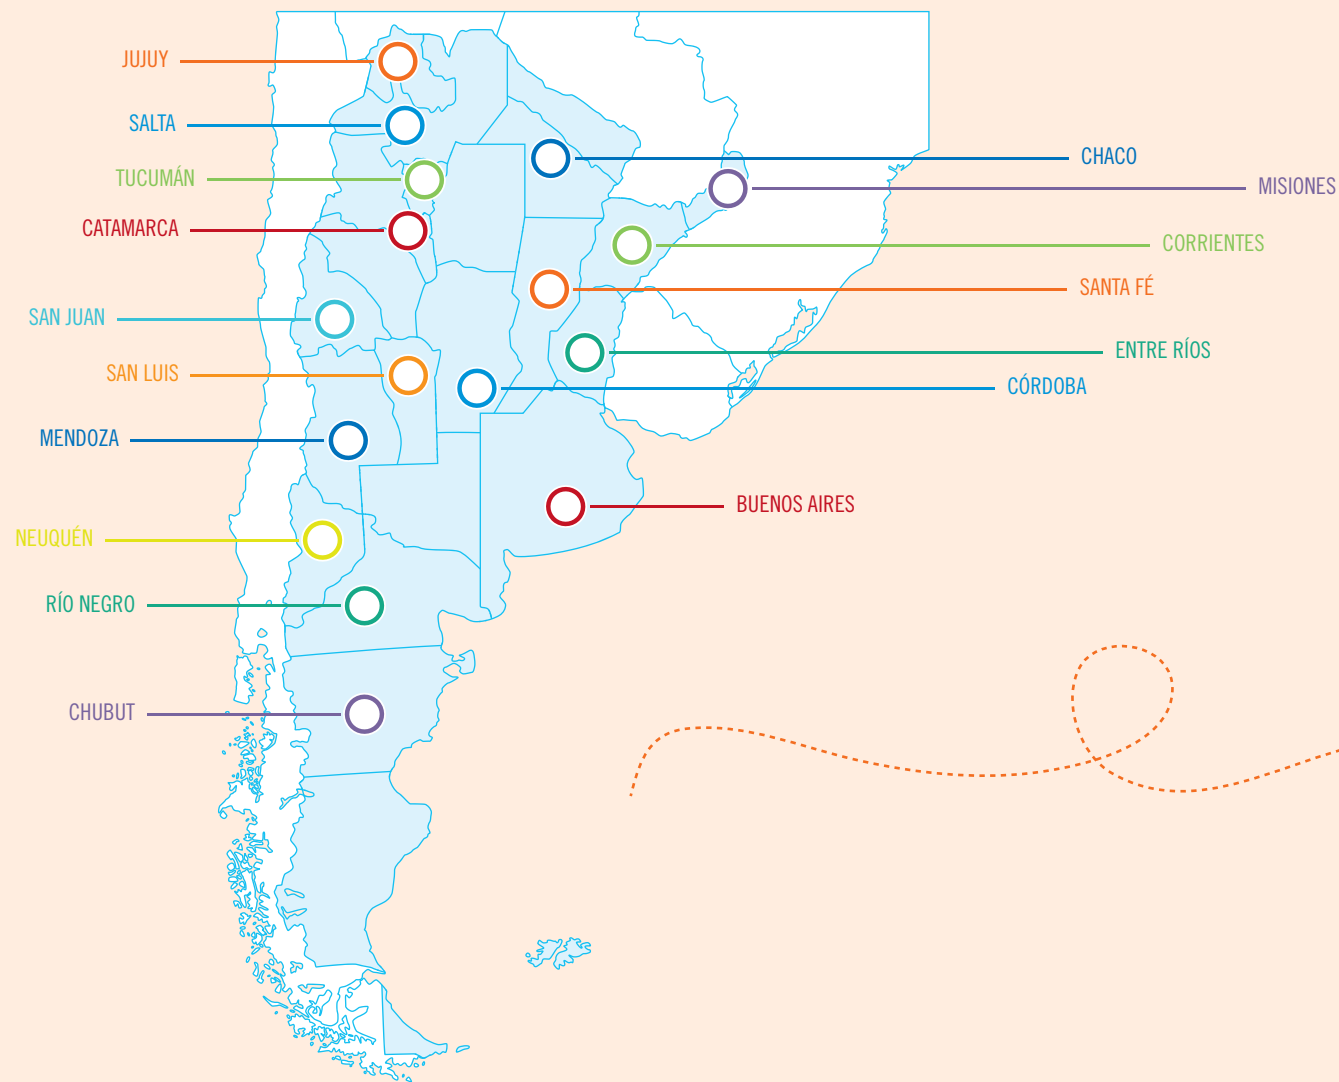 JUJUY
SALTA
TUCUMÁN
CATAMARCA
SAN JUAN
SAN LUIS
MENDOZA
NEUQUÉN
RÍO NEGRO
CHUBUT
CHACO
MISIONES
CORRIENTES
SANTA FÉ
ENTRE RÍOS
CÓRDOBA
BUENOS AIRES